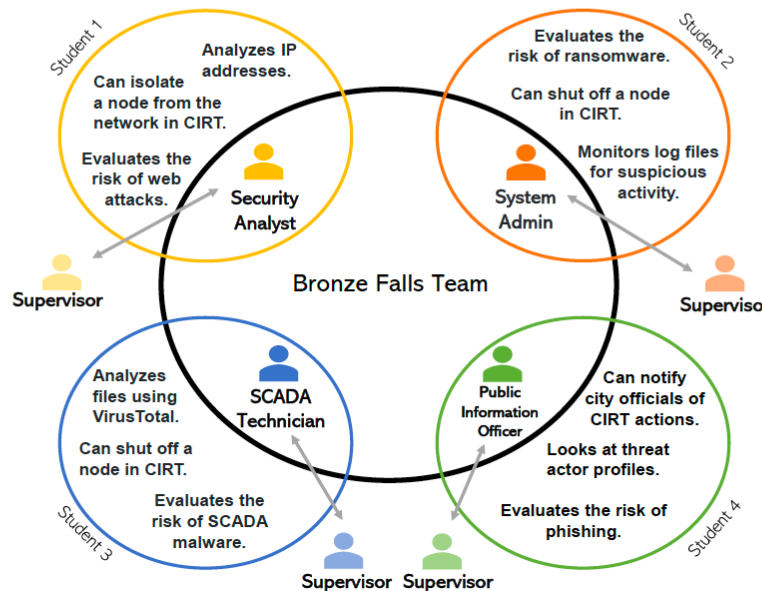 Student 1
Analyzes IP
addresses.
Can isolate
a node from the
network in CIRT.
Evaluates the
risk of web
attacks.
Security
Analyst
Supervisor
Student 2
Evaluates the
risk of ransomware.
Can shut off a node
in CIRT.
Monitors log files
for suspicious
activity.
System
Admin
Superviso
Bronze Falls Team
Analyzes
files using
VirusTotal.
Can shut off a
node in CIRT.
Evaluates the
risk of SCADA
malware.
SCADA
Technician
Student 3
Supervisor
Public
Information
Officer
Can notify
city officials of
CIRT actions.
Looks at threat
actor profiles.
Evaluates the risk of
phishing.
Student 4
Supervisor